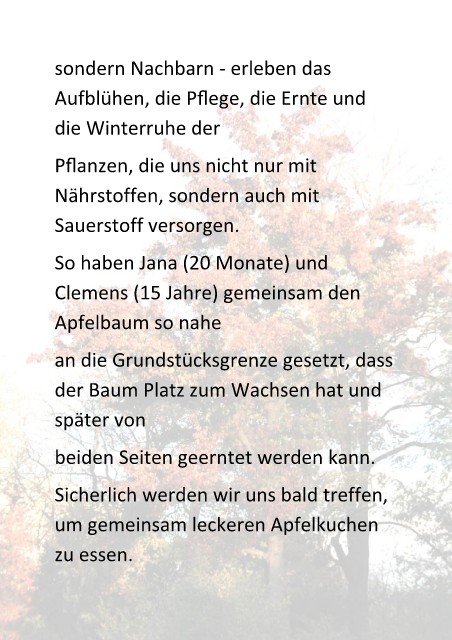 sondern Nachbarn - erleben das
Aufblühen, die Pflege, die Ernte und
die Winterruhe der
Pflanzen, die uns nicht nur mit
Nährstoffen, sondern auch mit
Sauerstoff versorgen.
So haben Jana (20 Monate) und
Clemens (15 Jahre) gemeinsam den
Apfelbaum so nahe
an die Grundstücksgrenze gesetzt, dass
der Baum Platz zum Wachsen hat und
später von
beiden Seiten geerntet werden kann.
Sicherlich werden wir uns bald treffen,
um gemeinsam leckeren Apfelkuchen
zu essen.